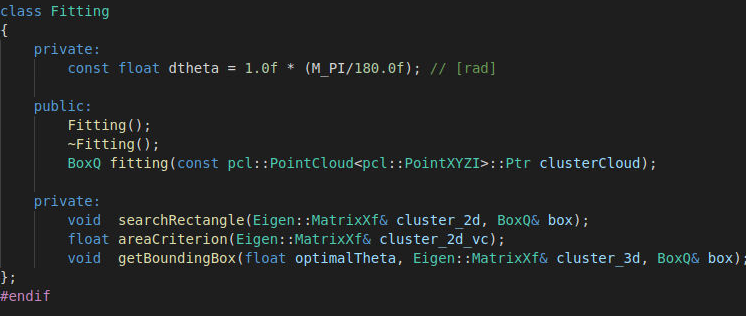 class Fitting
{
    private:
        const float dtheta = 1.0f * (M_PI/180.0f); // [rad]
    public:
        Fitting();
        ~Fitting();
        BoxQ fitting(const pcl::PointCloud<pcl::PointXYZI>::Ptr clusterCloud);
    private:
        void  searchRectangle(Eigen::MatrixXf& cluster_2d, BoxQ& box);
        float areaCriterion(Eigen::MatrixXf& cluster_2d_vc);
        void  getBoundingBox(float optimalTheta, Eigen::MatrixXf& cluster_3d, BoxQ& box);
};
#endif